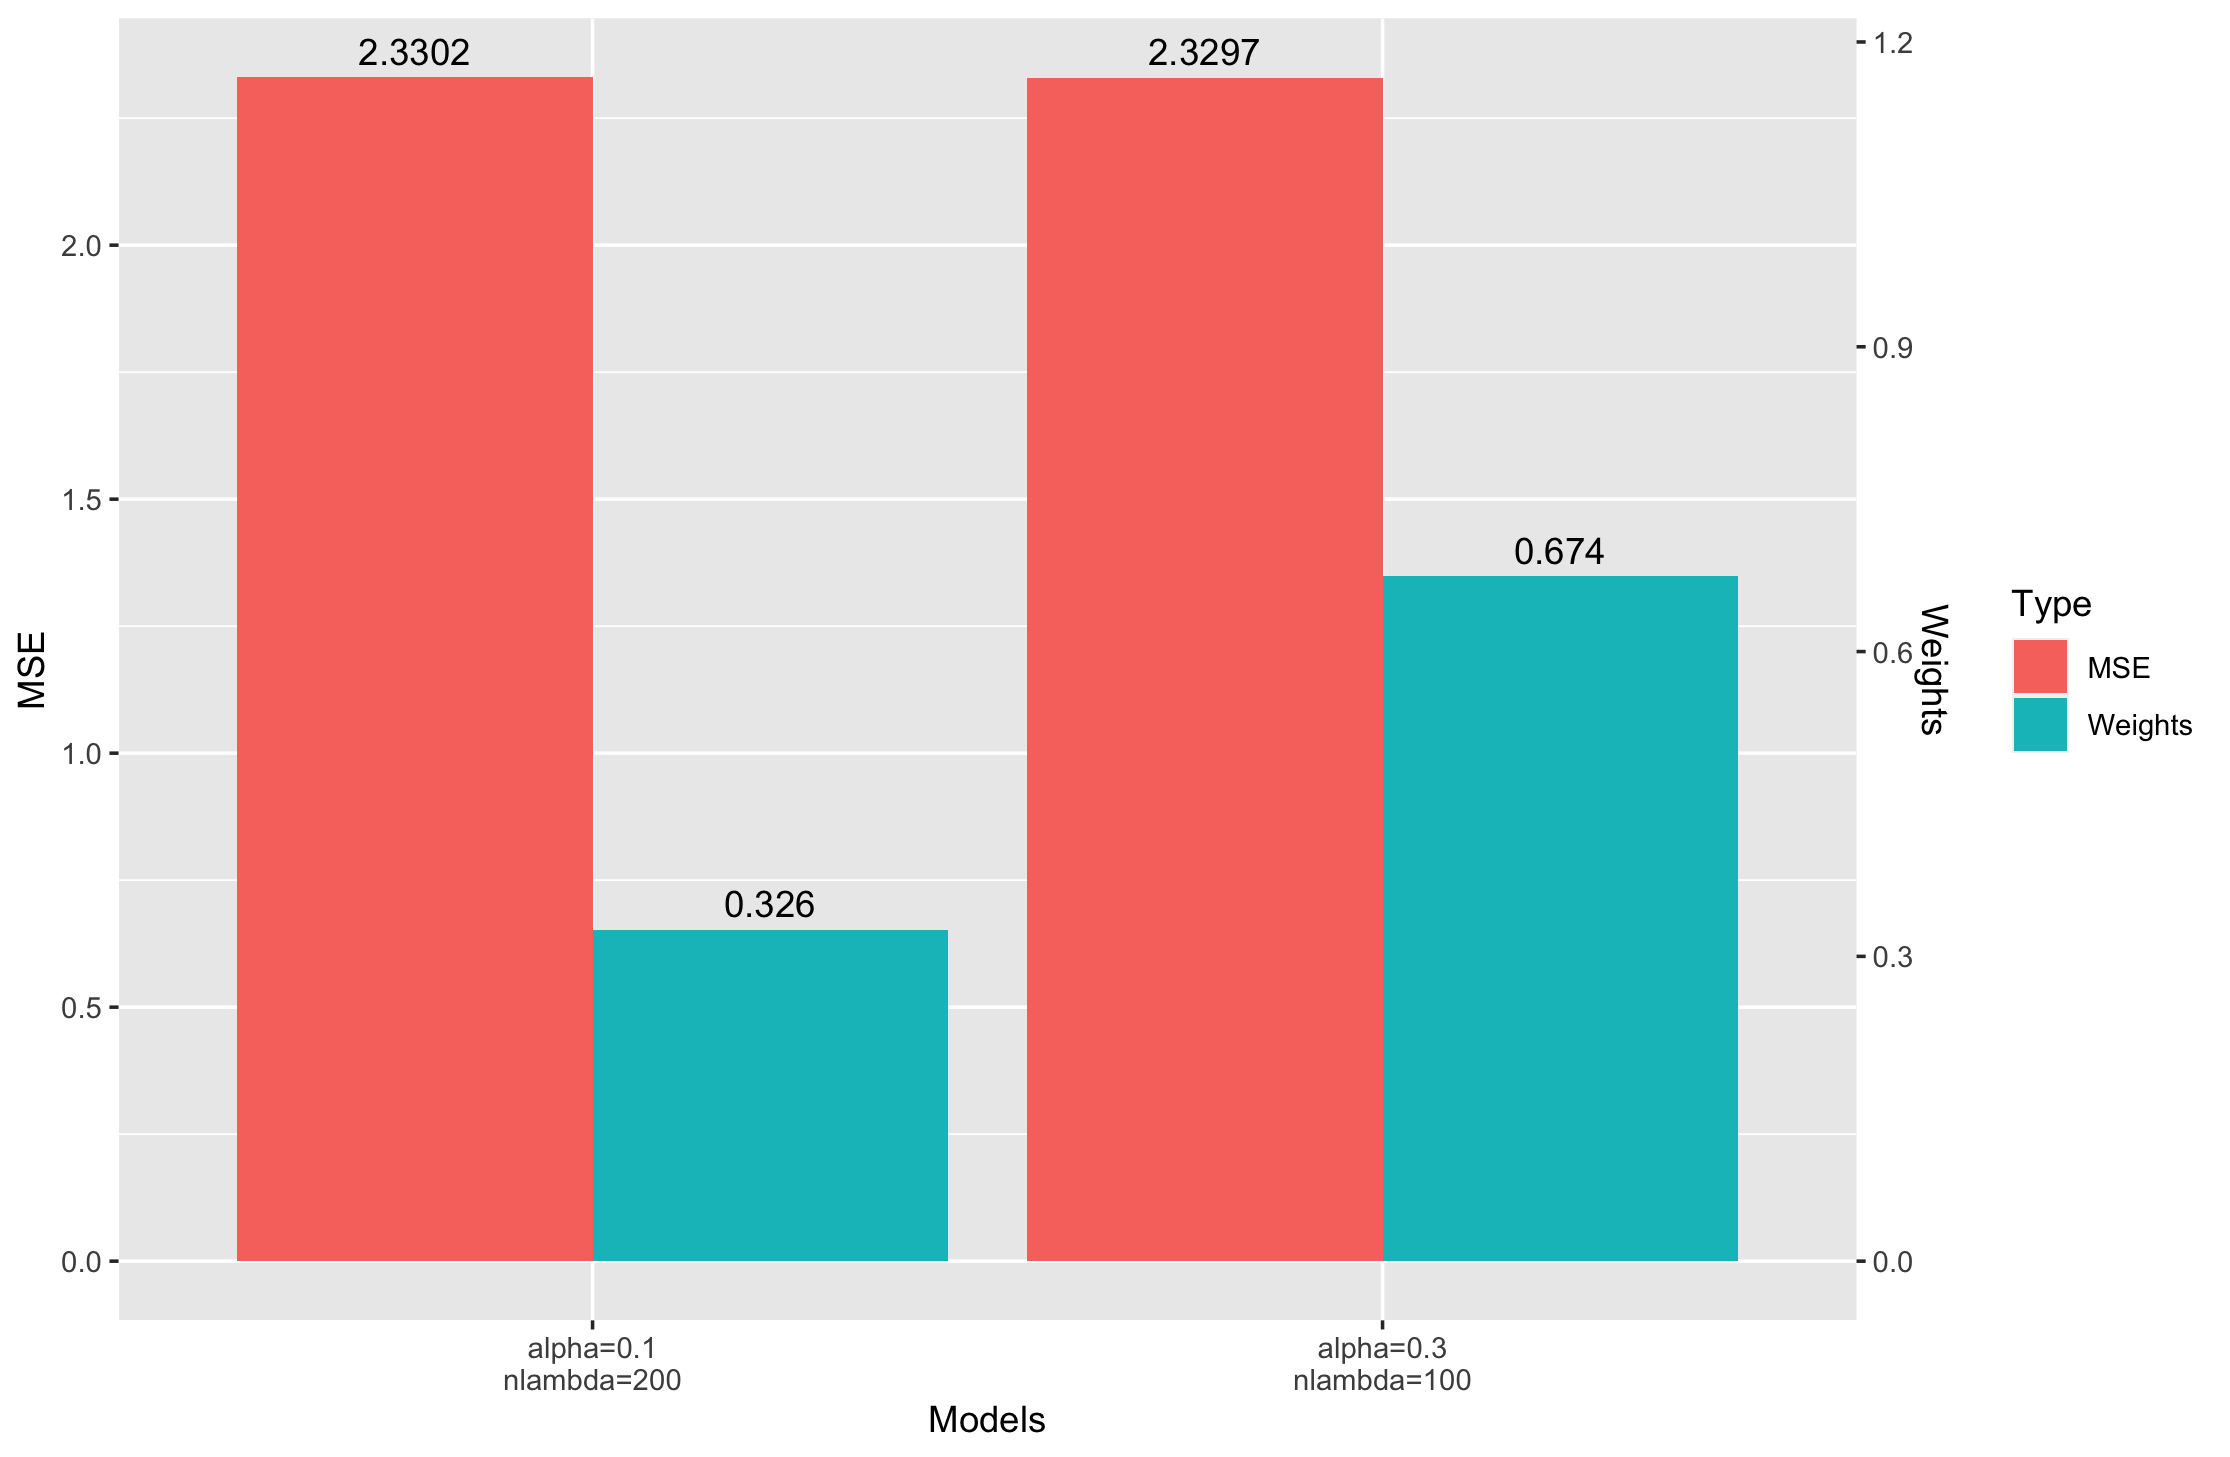 2.3302
2.3297
0.674
0.326
MSE
2.0
1.5
1.0
0.5
0.0
1.2
0.9
0.6
0.3
0.0
Weights
alpha=0.1
nlambda=200
alpha=0.3
nlambda=100
Models
Type
MSE
Weights